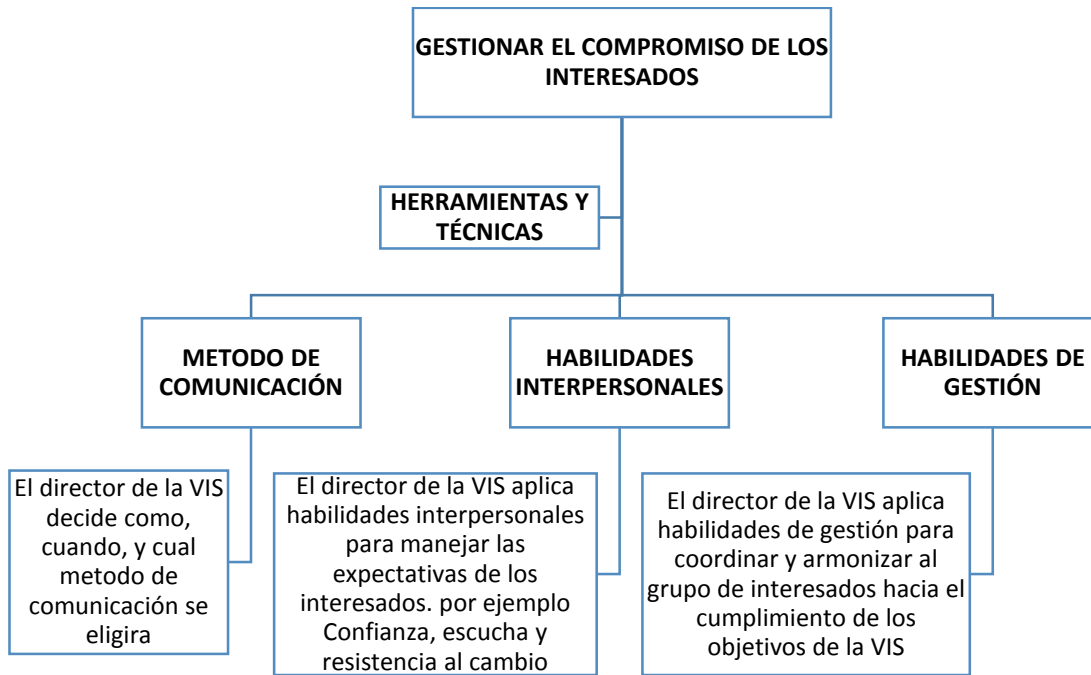 GESTIONAR EL COMPROMISO DE LOS
INTERESADOS
HERRAMIENTAS Y
TÉCNICAS
METODO DE
COMUNICACIÓN
HABILIDADES
INTERPERSONALES
HABILIDADES DE
GESTIÓN
El director de la VIS
decide como,
cuando, y cual
metodo de
comunicación se
eligira
El director de la VIS aplica
habilidades interpersonales
para manejar las
expectativas de los
interesados. por ejemplo
Confianza, escucha y
resistencia al cambio
El director de la VIS aplica
habilidades de gestión para
coordinar y armonizar al
grupo de interesados hacia el
cumplimiento de los
objetivos de la VIS